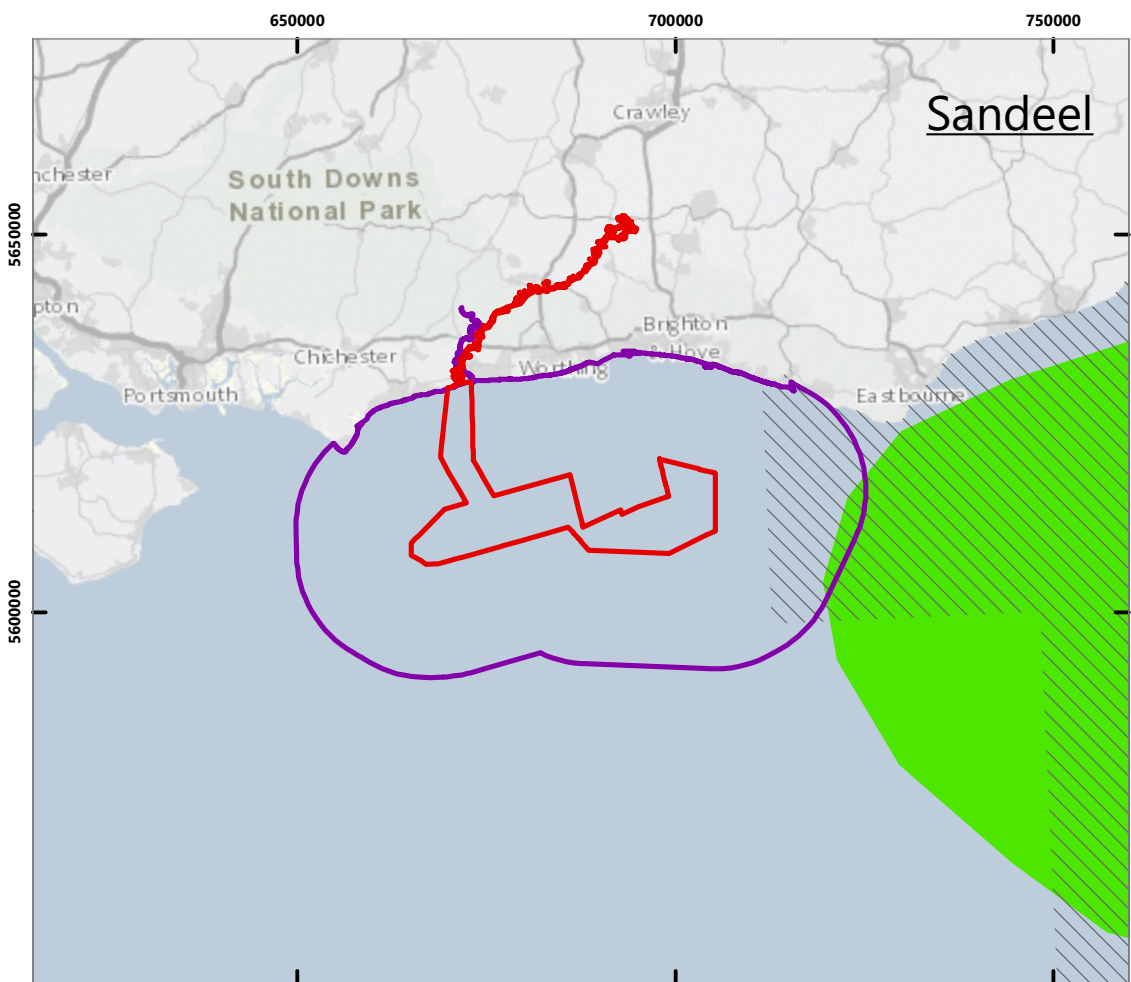 650000
700000
750000
Sandeel
Crawley
nchester
South Downs
National Park
5650000
pton
Brighton
& Hove
Chichester
Worthing
Portsmouth
Eastbourne
5600000